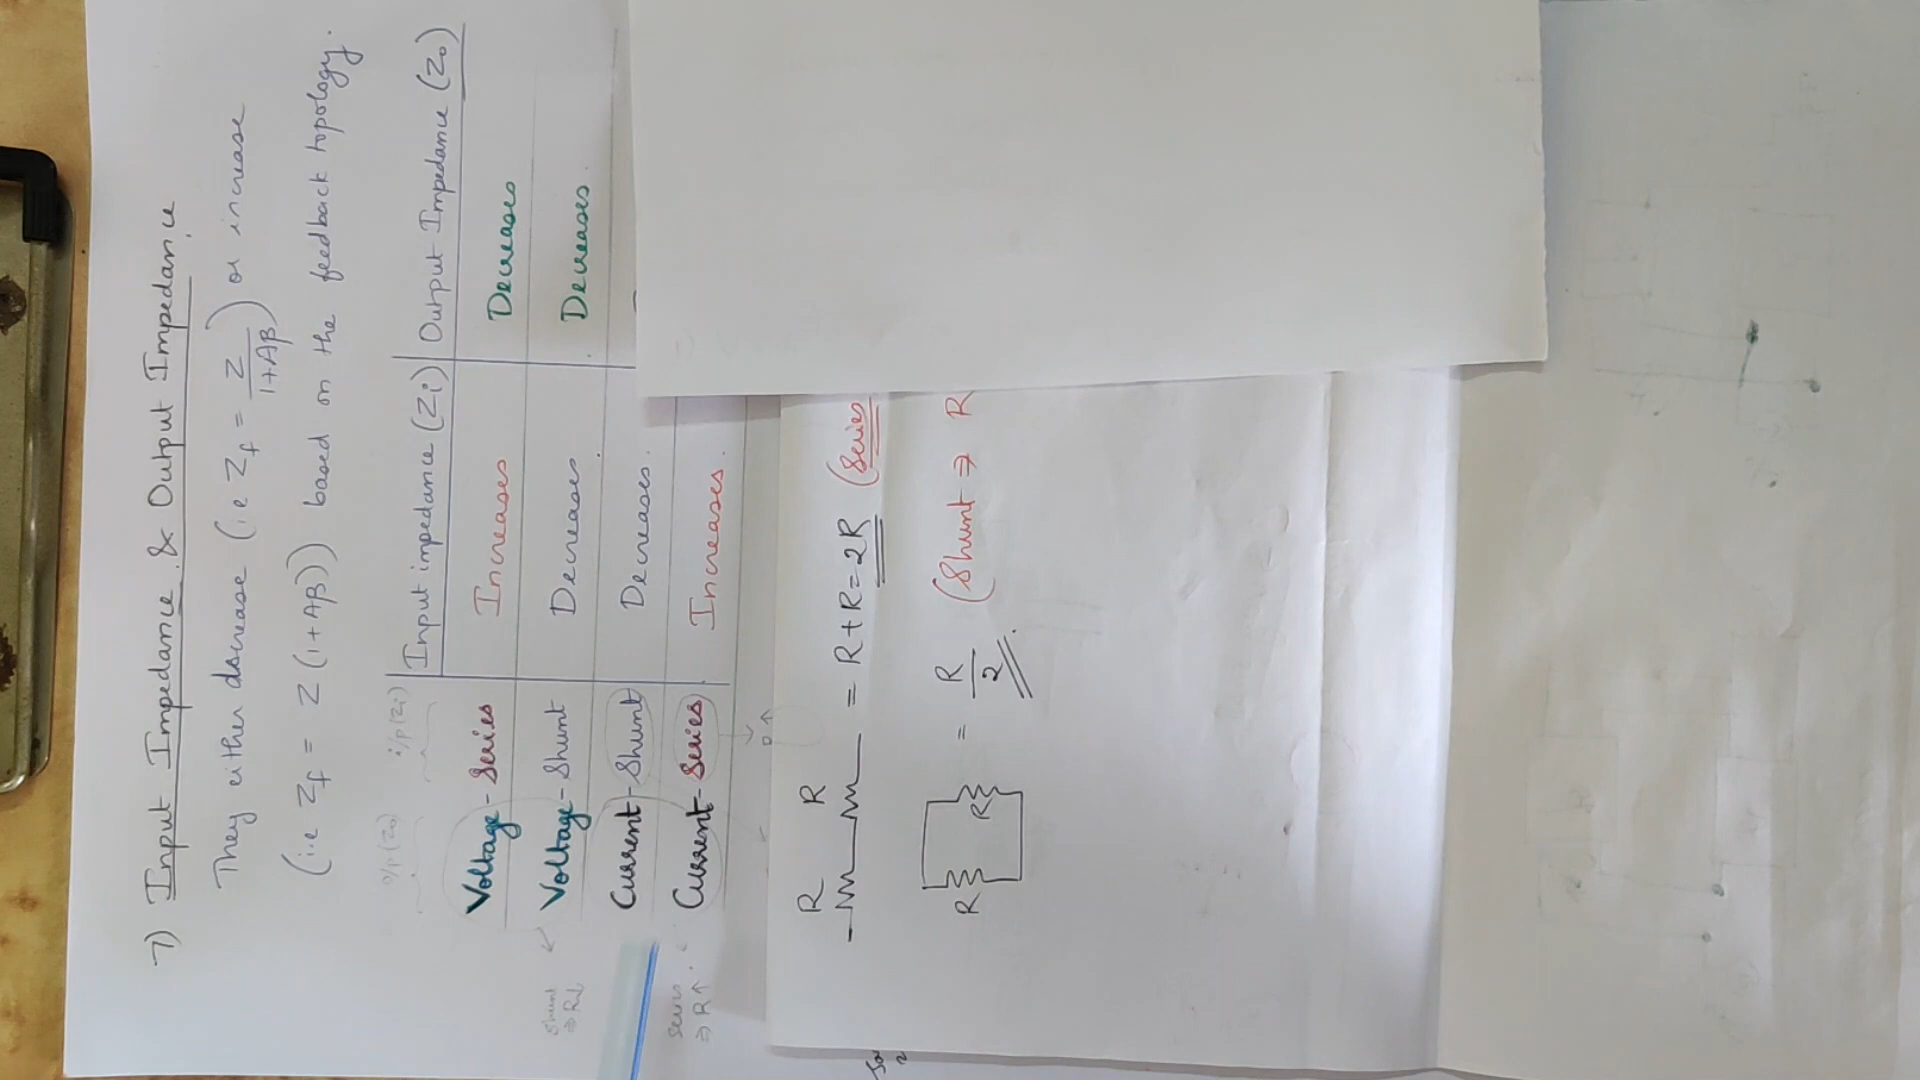 7) Input Impedance & Output Impedance
They either decrease (ie Zf = Z/(1+Aβ)) or increase
(i.e Zf = Z(1+Aβ)) based on the feedback topology.
o/p(Zo) i/p(Zi)
Input impedance (Zi) Output Impedance (Zo)
Voltage-Series Increases Decreases
Voltage-Shunt Decreases Decreases.
Current-Shunt Decreases.
Current-Series Increases.
Shunt
⇒ R↓
series
⇒ R↑
R↑
R R = R+R=2R (Series
R R = R/2 (Shunt ⇒ R